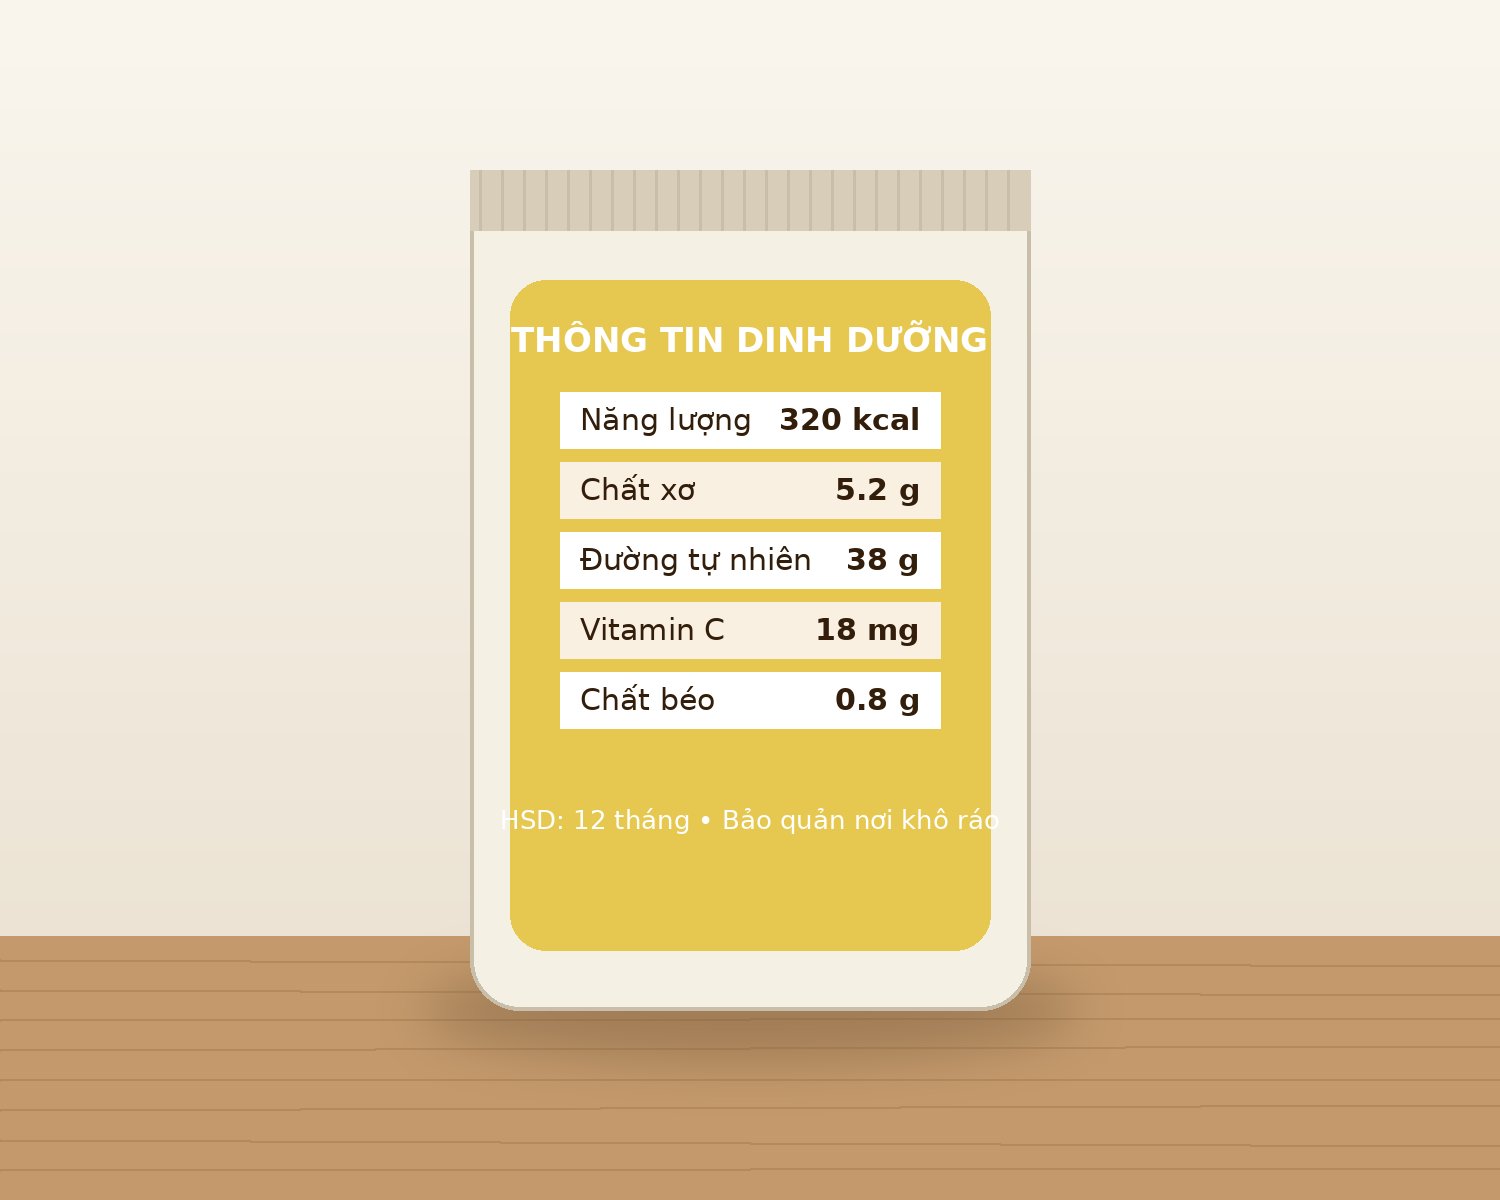 THÔNG TIN DINH DƯỠNG
Năng lượng 320 kcal
Chất xơ 5.2 g
Đường tự nhiên 38 g
Vitamin C 18 mg
Chất béo 0.8 g
HSD: 12 tháng • Bảo quản nơi khô ráo